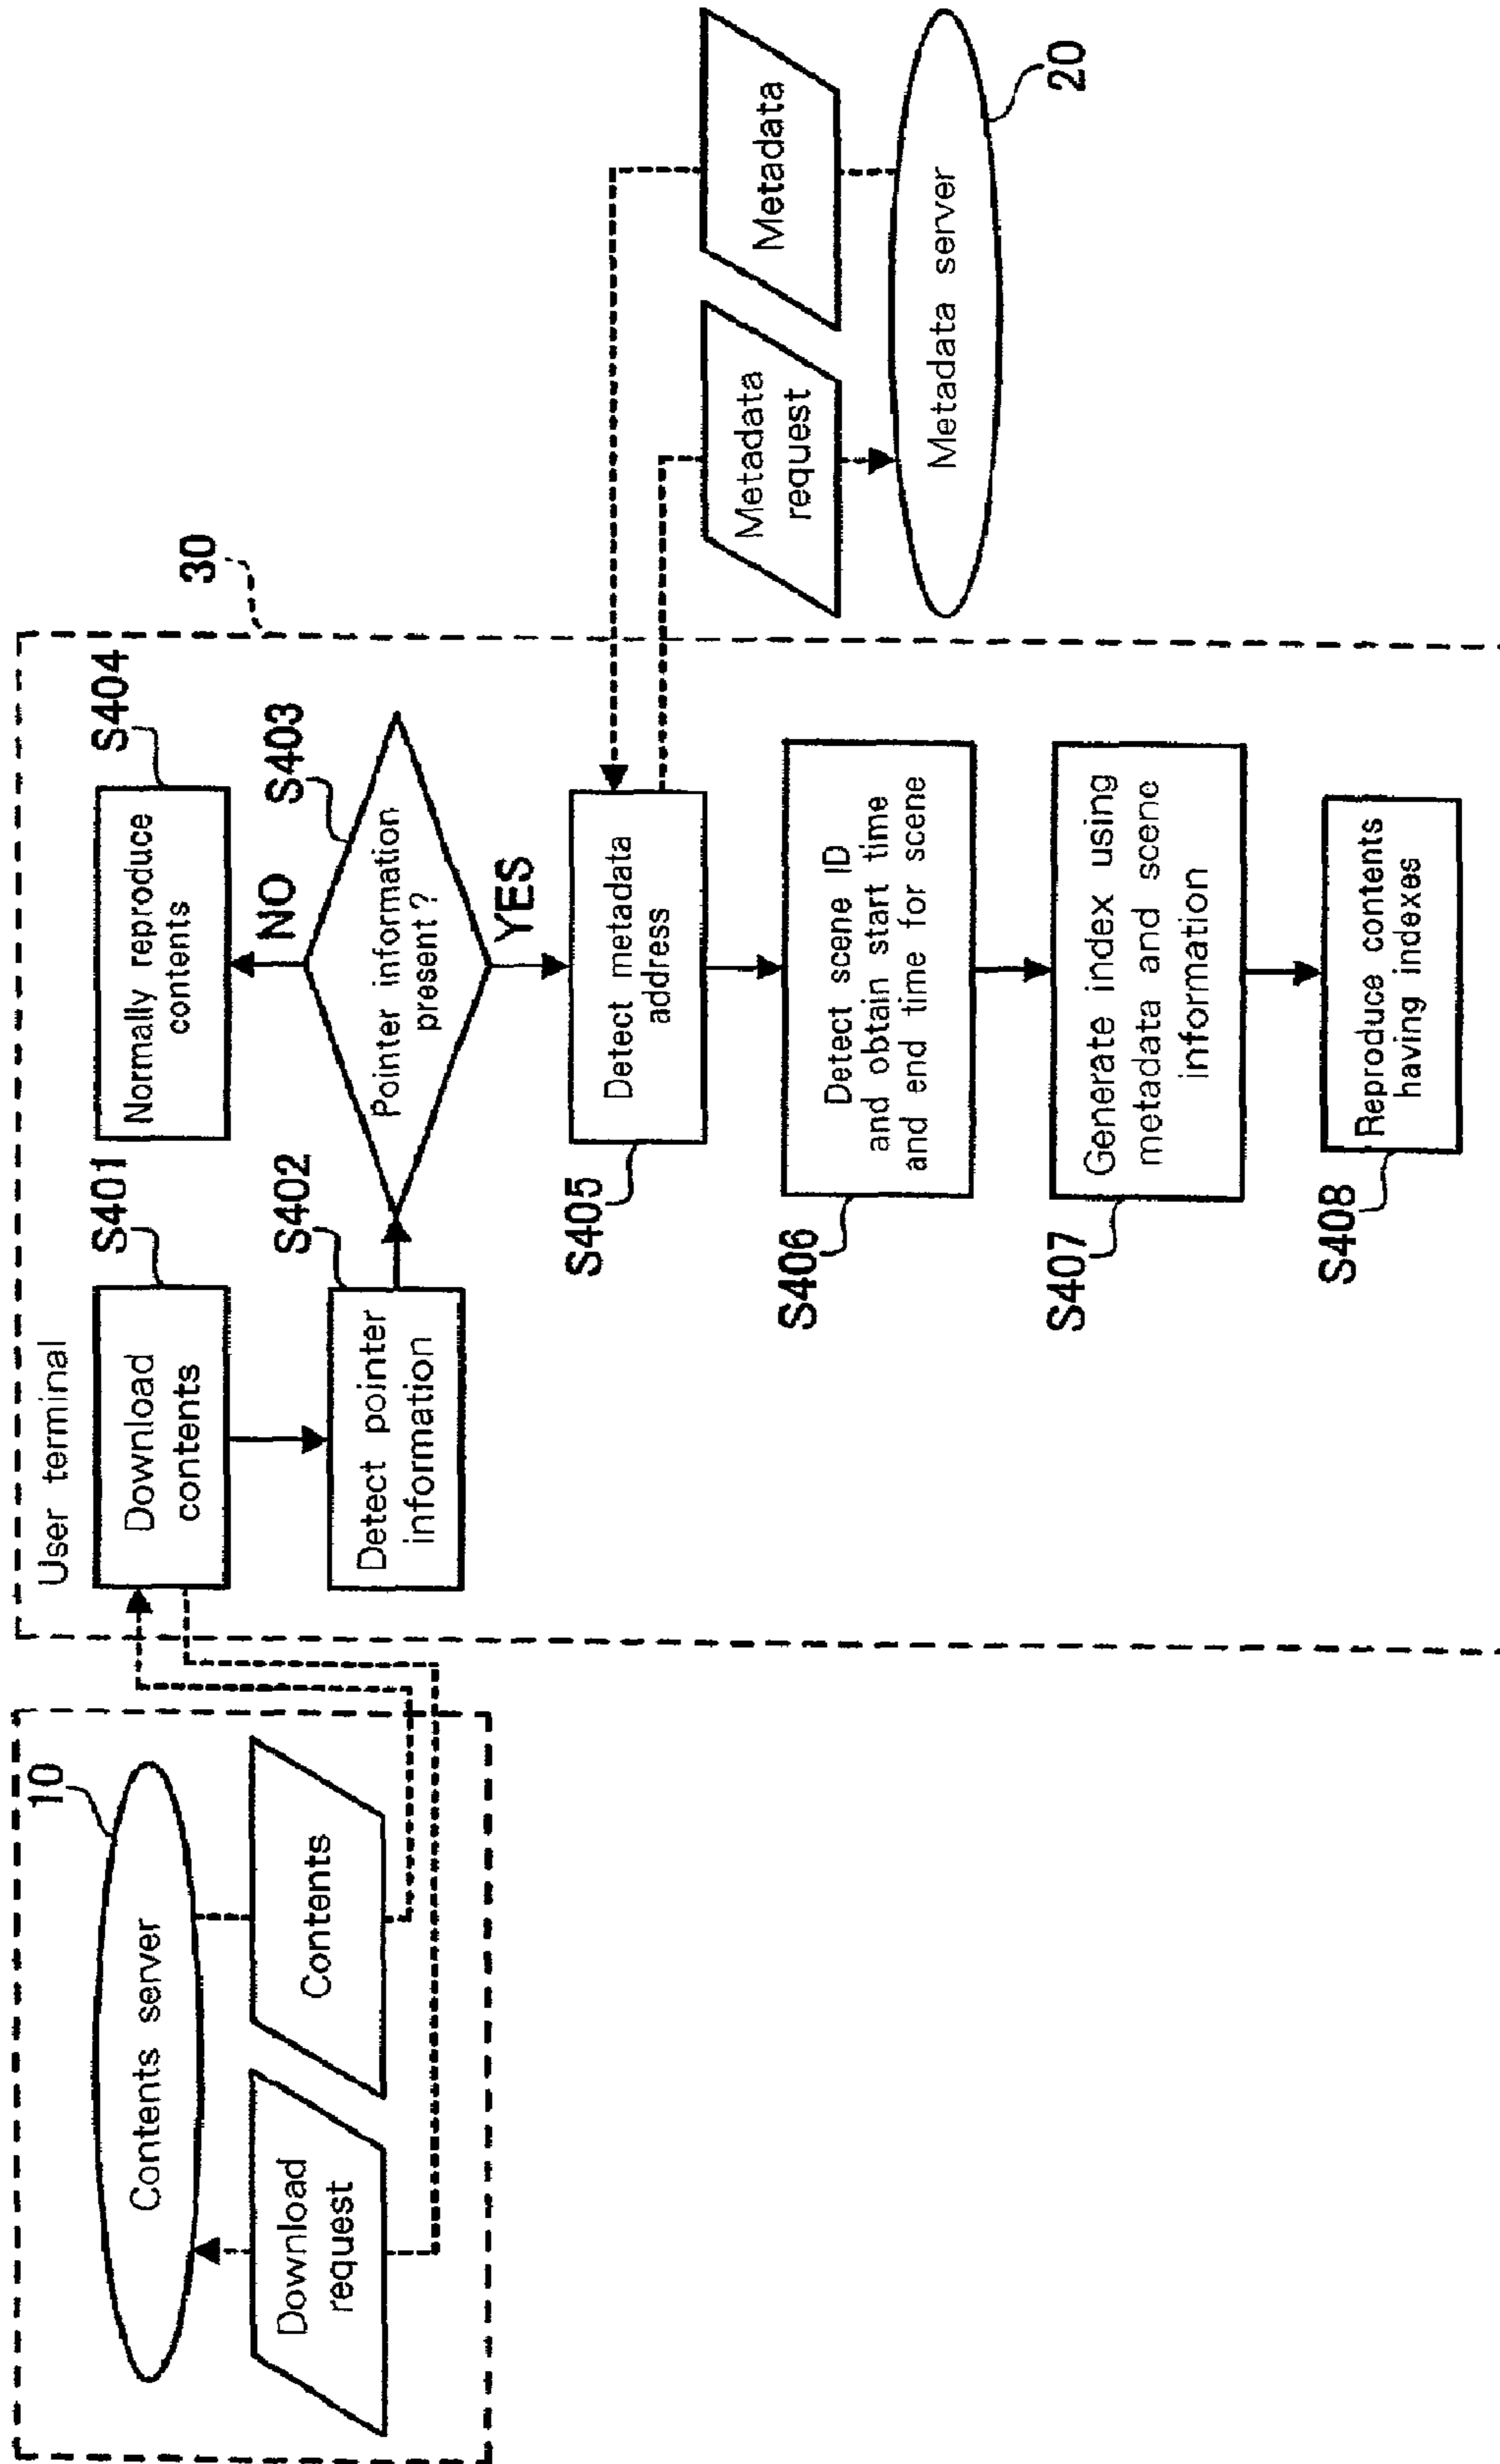 10
Contents server
Download
request
Contents
User terminal
30
S401
Download
contents
S402
Detect pointer
information
S403
Pointer information
present?
NO
S404
Normally reproduce
contents
YES
S405
Detect metadata
address
S406
Detect scene ID
and obtain start time
and end time for scene
S407
Generate index using
metadata and scene
information
S408
Reproduce contents
having indexes
Metadata
request
Metadata
Metadata server
20